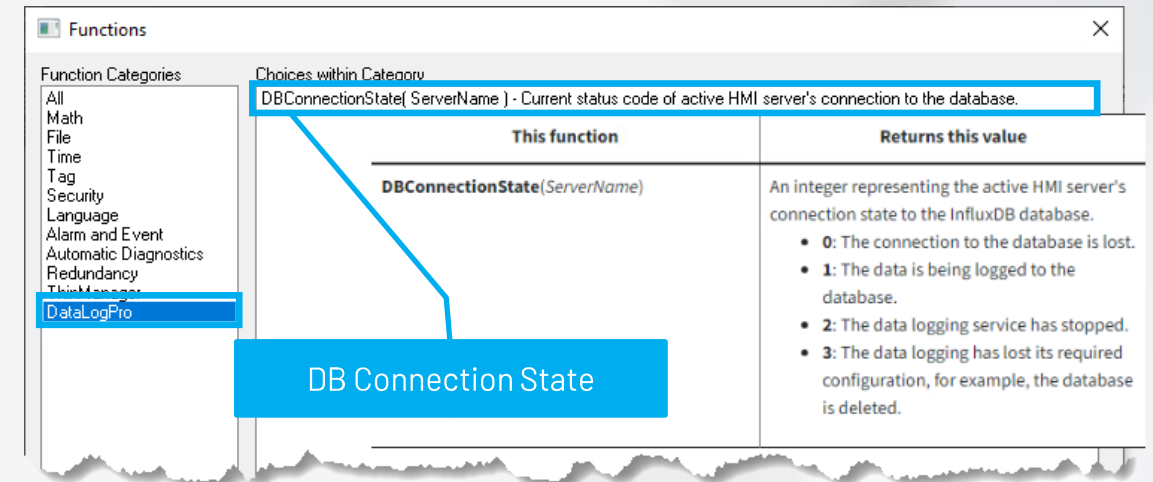 Functions
Function Categories
Choices within Category
All
Math
File
Time
Tag
Security
Language
Alarm and Event
Automatic Diagnostics
Redundancy
ThinManager
DataLogPro
DBConnectionState( ServerName ) - Current status code of active HMI server's connection to the database.
This function
Returns this value
DBConnectionState(ServerName)
An integer representing the active HMI server's
connection state to the InfluxDB database.
• 0: The connection to the database is lost.
• 1: The data is being logged to the
database.
• 2: The data logging service has stopped.
• 3: The data logging has lost its required
configuration, for example, the database
is deleted.
DB Connection State